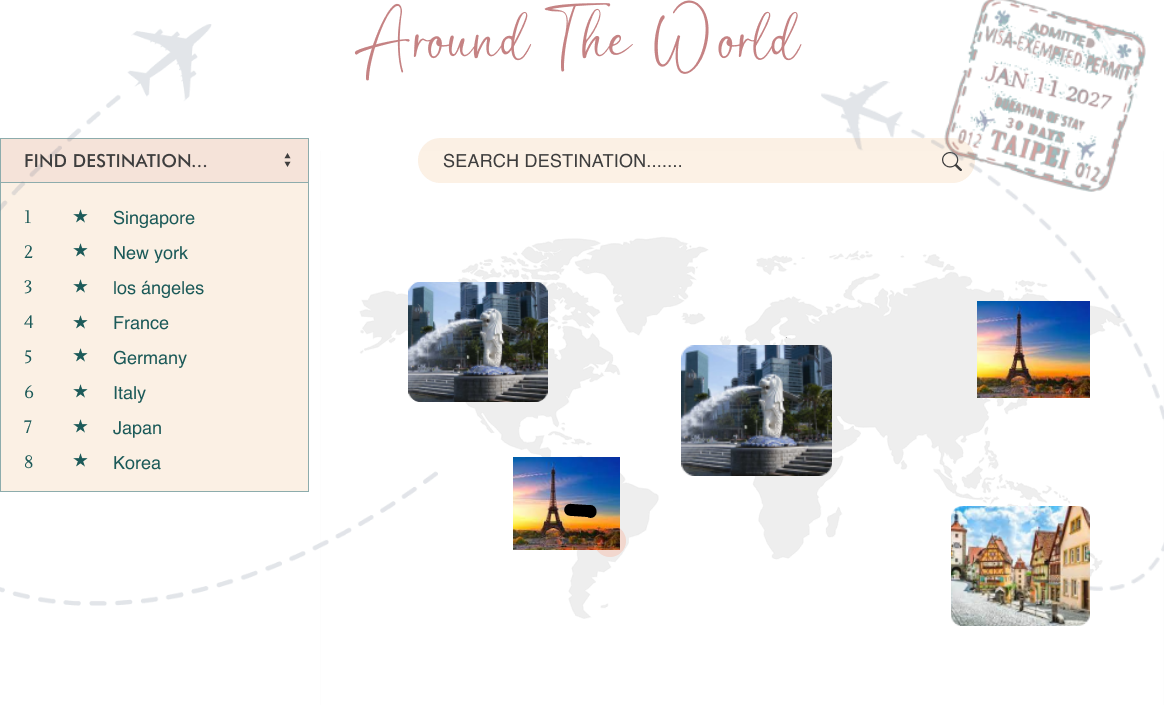 Around The World
ADMITTED
VISA-EXEMPTED PERMIT
JAN 11 2027
DURATION OF STAY
30 DAYS
012 TAIPEI 012
FIND DESTINATION...
SEARCH DESTINATION.......
1 ★ Singapore
2 ★ New york
3 ★ los ángeles
4 ★ France
5 ★ Germany
6 ★ Italy
7 ★ Japan
8 ★ Korea